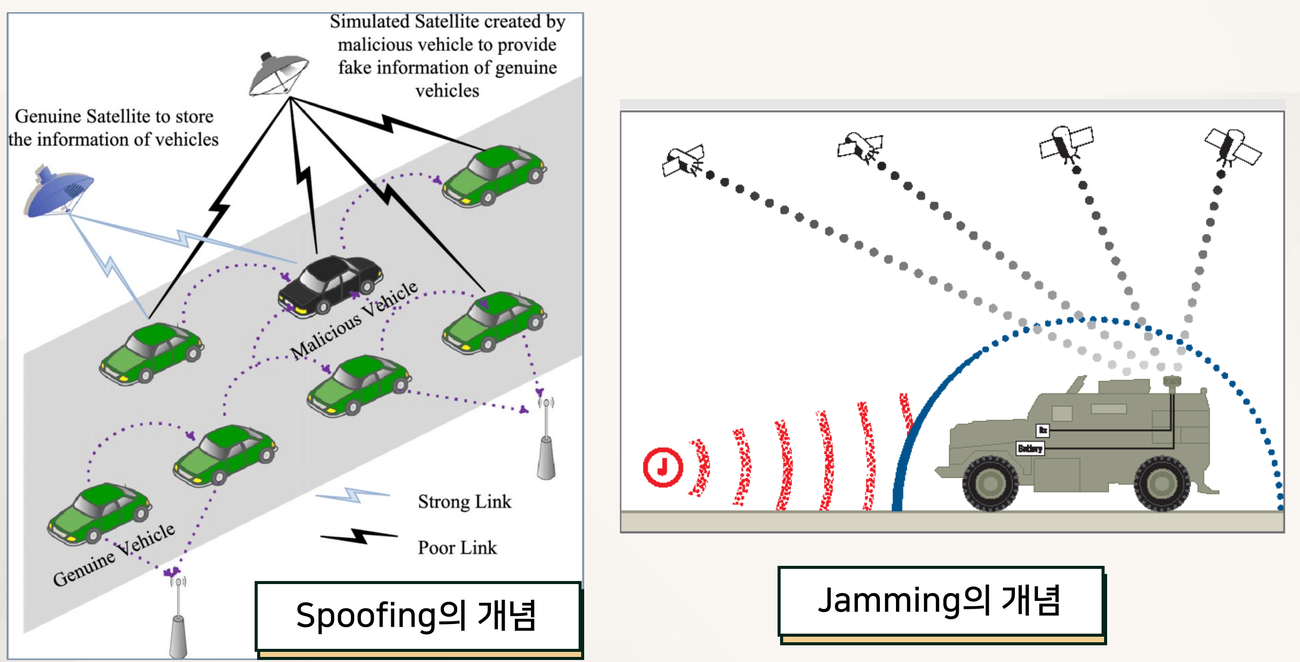 Simulated Satellite created by
malicious vehicle to provide
fake information of genuine
vehicles
Genuine Satellite to store
the information of vehicles
Malicious Vehicle
Genuine Vehicle
Strong Link
Poor Link
Spoofing의 개념
J
Rx
Battery
Jamming의 개념